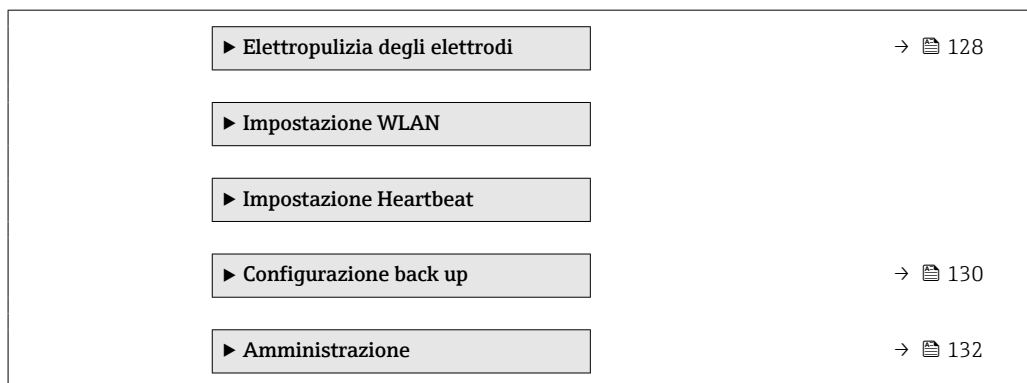 ► Elettropulizia degli elettrodi → 128
► Impostazione WLAN
► Impostazione Heartbeat
► Configurazione back up → 130
► Amministrazione → 132